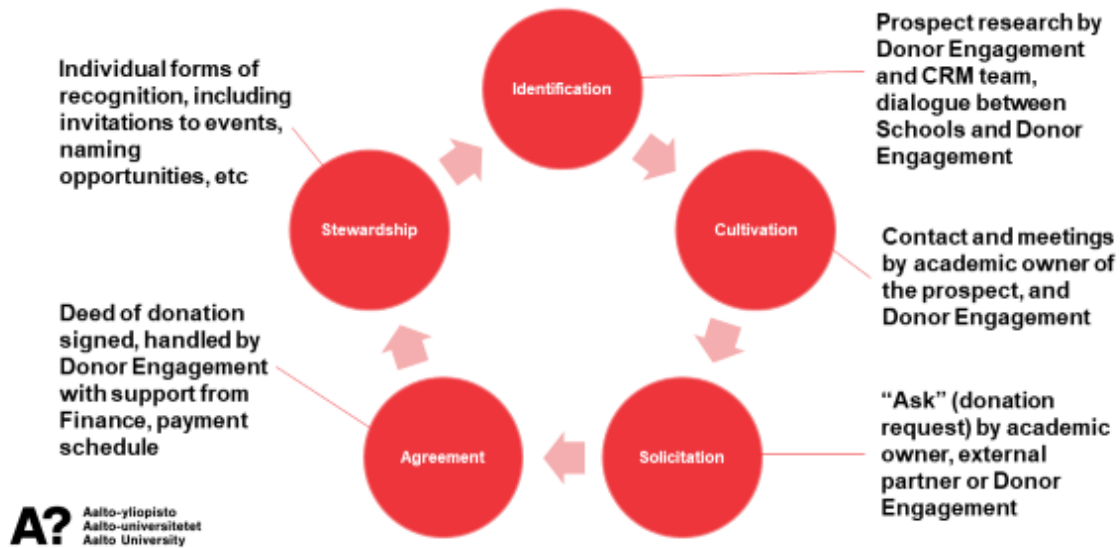 Identification
Prospect research by
Donor Engagement
and CRM team,
dialogue between
Schools and Donor
Engagement
Cultivation
Contact and meetings
by academic owner of
the prospect, and
Donor Engagement
Solicitation
“Ask” (donation
request) by academic
owner, external
partner or Donor
Engagement
Agreement
Deed of donation
signed, handled by
Donor Engagement
with support from
Finance, payment
schedule
Stewardship
Individual forms of
recognition, including
invitations to events,
naming
opportunities, etc
A?
Aalto-yliopisto
Aalto-universitetet
Aalto University